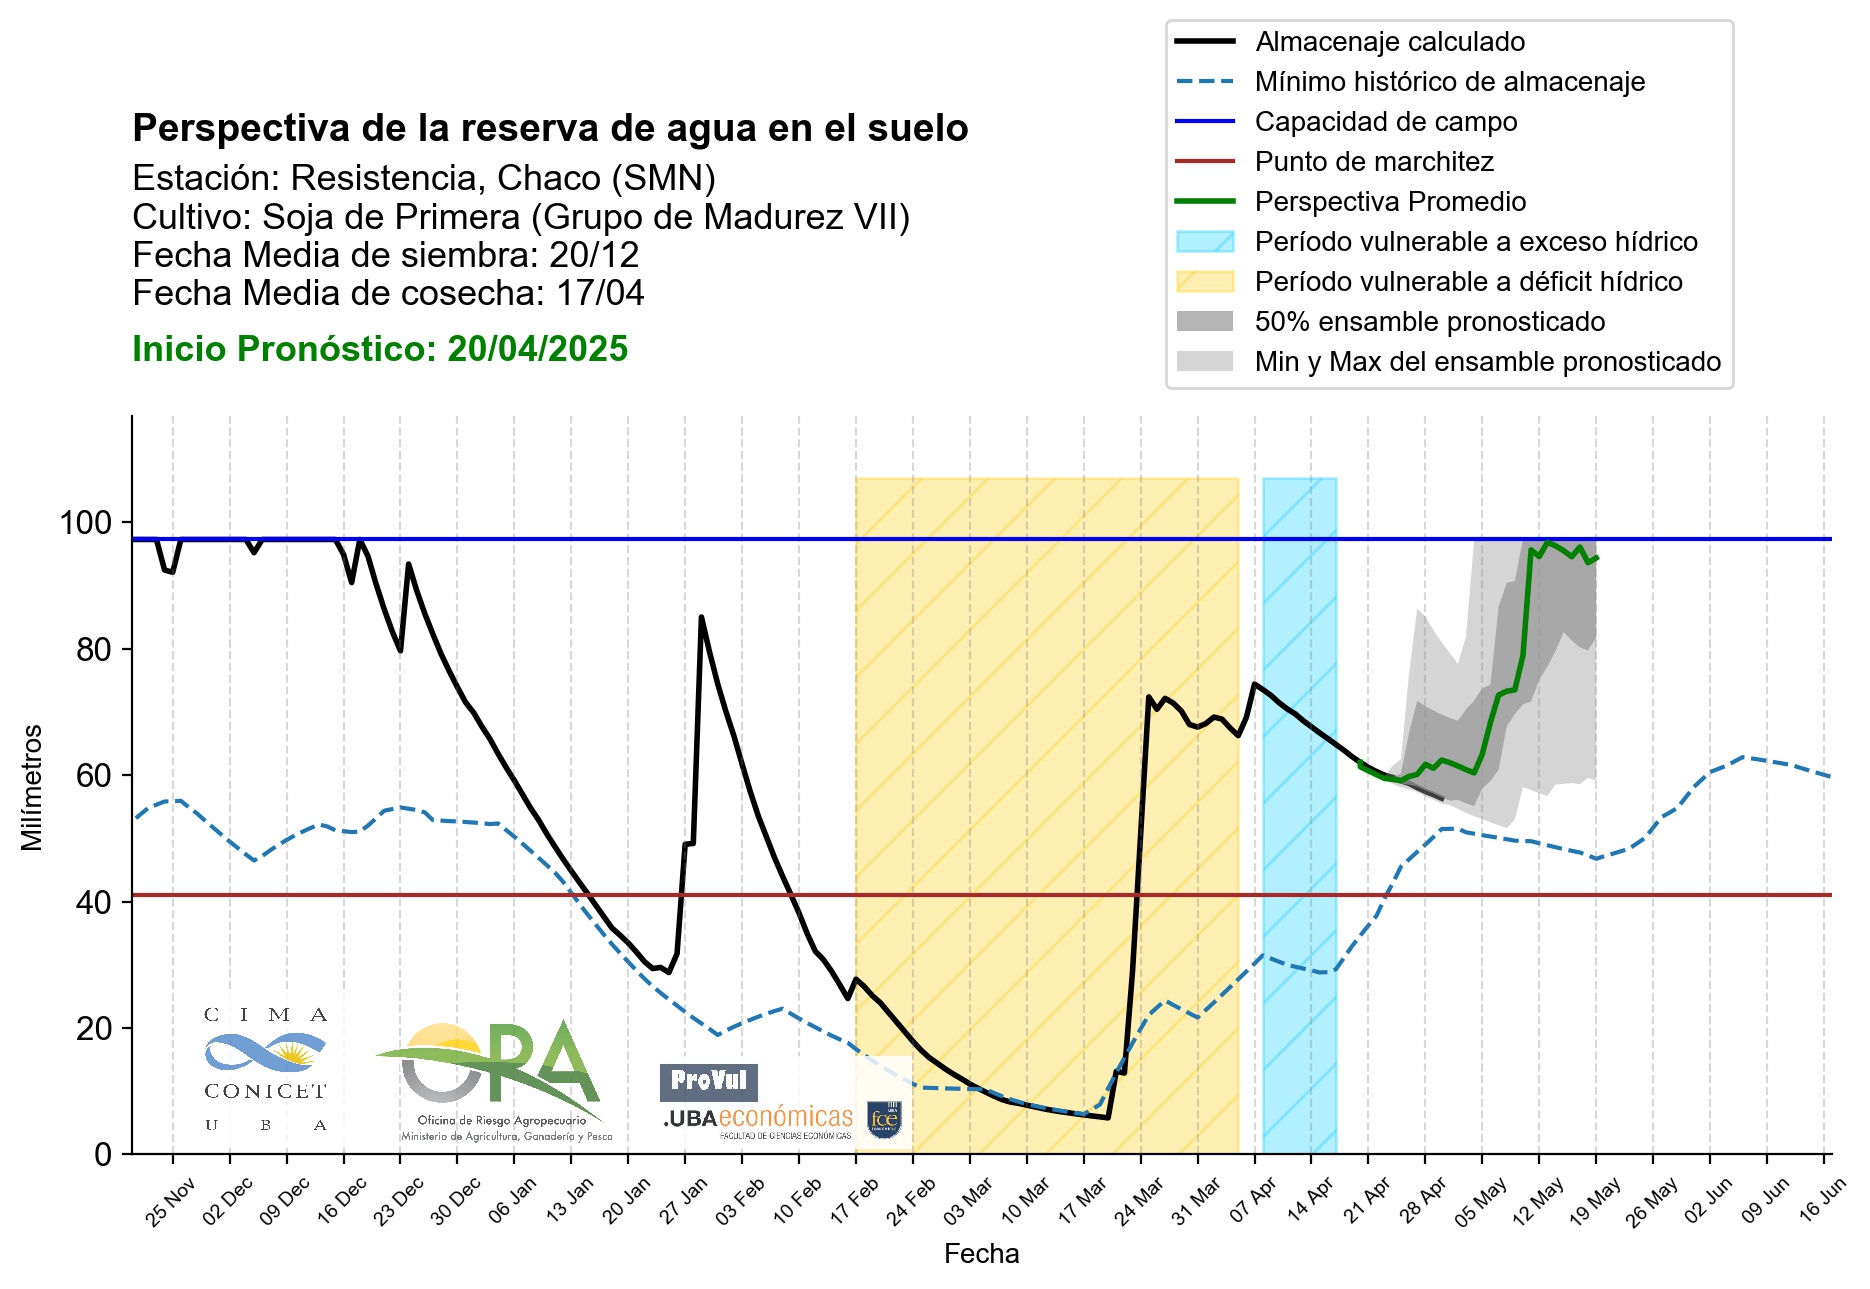 Almacenaje calculado
Mínimo histórico de almacenaje
Capacidad de campo
Punto de marchitez
Perspectiva Promedio
Período vulnerable a exceso hídrico
Período vulnerable a déficit hídrico
50% ensamble pronosticado
Min y Max del ensamble pronosticado
Perspectiva de la reserva de agua en el suelo
Estación: Resistencia, Chaco (SMN)
Cultivo: Soja de Primera (Grupo de Madurez VII)
Fecha Media de siembra: 20/12
Fecha Media de cosecha: 17/04
Inicio Pronóstico: 20/04/2025
Milímetros
100
80
60
40
20
0
CIMA
CONICET
UBA
ORA
Oficina de Riesgo Agropecuario
Ministerio de Agricultura, Ganadería y Pesca
ProVul
.UBAeconómicas
FACULTAD DE CIENCIAS ECONÓMICAS
UBA
fce
ECONÓMICAS
25 Nov
02 Dec
09 Dec
16 Dec
23 Dec
30 Dec
06 Jan
13 Jan
20 Jan
27 Jan
03 Feb
10 Feb
17 Feb
24 Feb
03 Mar
10 Mar
17 Mar
24 Mar
31 Mar
07 Apr
14 Apr
21 Apr
28 Apr
05 May
12 May
19 May
26 May
02 Jun
09 Jun
16 Jun
Fecha